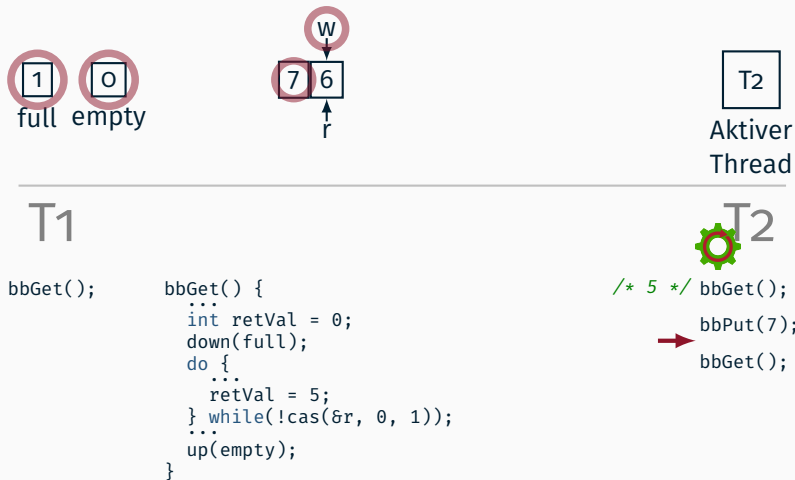 w
1 0 7 6 T2
full empty r Aktiver
Thread
T1 T2
bbGet(); bbGet() { /* 5 */ bbGet();
...
int retVal = 0; bbPut(7);
down(full);
do { bbGet();
...
retVal = 5;
} while(!cas(&r, 0, 1));
...
up(empty);
}